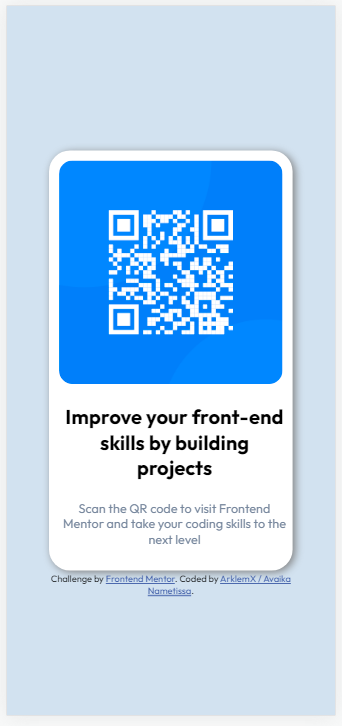 Improve your front-end
skills by building
projects
Scan the QR code to visit Frontend
Mentor and take your coding skills to the
next level
Challenge by Frontend Mentor. Coded by ArklemX / Avaika
Nametissa.